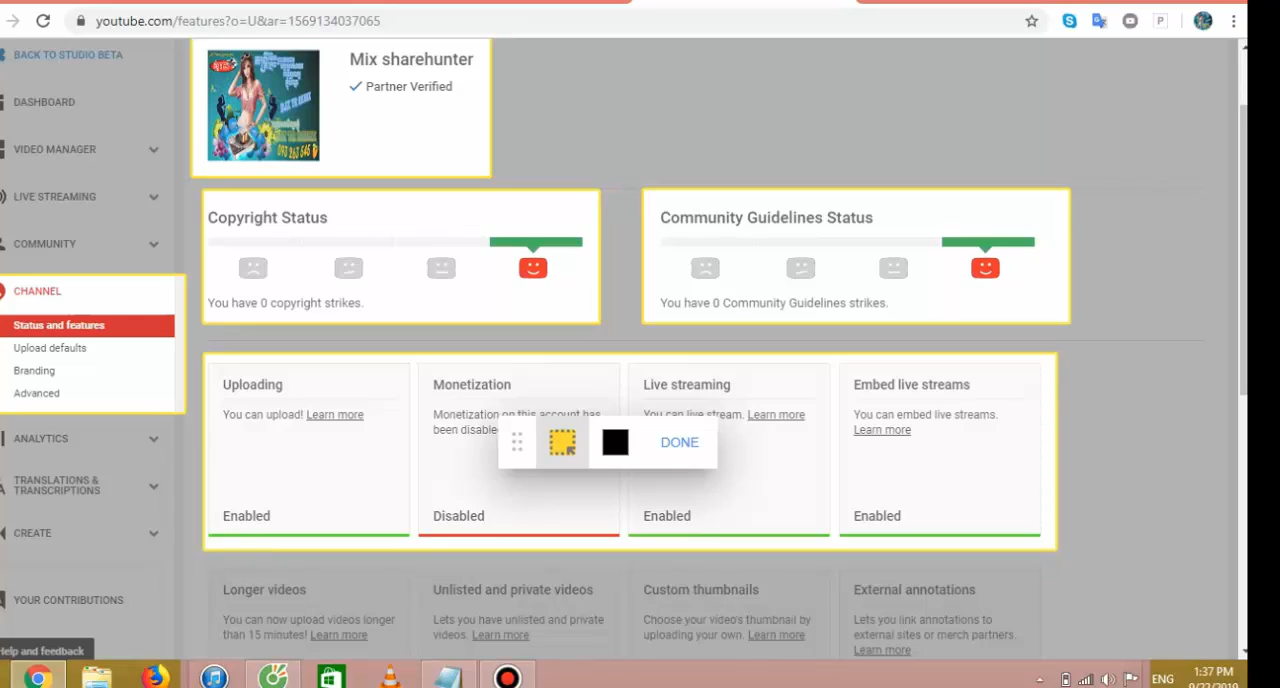 youtube.com/features?o=U&ar=1569134037065
BACK TO STUDIO BETA
DASHBOARD
VIDEO MANAGER
LIVE STREAMING
COMMUNITY
CHANNEL
Status and features
Upload defaults
Branding
Advanced
ANALYTICS
TRANSLATIONS &
TRANSCRIPTIONS
CREATE
YOUR CONTRIBUTIONS
Help and feedback
Mix sharehunter
Partner Verified
Copyright Status
You have 0 copyright strikes.
Community Guidelines Status
You have 0 Community Guidelines strikes.
Uploading
You can upload! Learn more
Enabled
Monetization
Monetization on this account has
been disable
Disabled
Live streaming
You can live stream. Learn more
Enabled
Embed live streams
You can embed live streams.
Learn more
Enabled
DONE
Longer videos
You can now upload videos longer
than 15 minutes! Learn more
Unlisted and private videos
Lets you have unlisted and private
videos. Learn more
Custom thumbnails
Choose your video's thumbnail by
uploading your own. Learn more
External annotations
Lets you link annotations to
external sites or merch partners.
Learn more
ENG
1:37 PM
9/22/2019